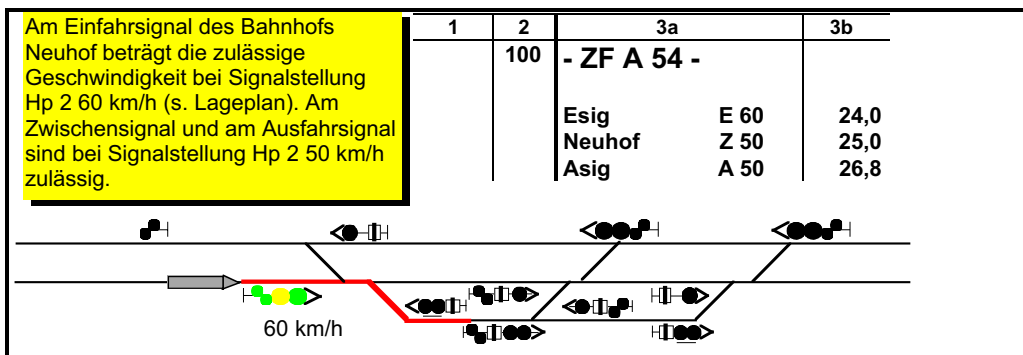 Am Einfahrsignal des Bahnhofs
Neuhof beträgt die zulässige
Geschwindigkeit bei Signalstellung
Hp 2 60 km/h (s. Lageplan). Am
Zwischensignal und am Ausfahrsignal
sind bei Signalstellung Hp 2 50 km/h
zulässig.
1 2 3a 3b
100 - ZF A 54 -
Esig E 60 24,0
Neuhof Z 50 25,0
Asig A 50 26,8
60 km/h